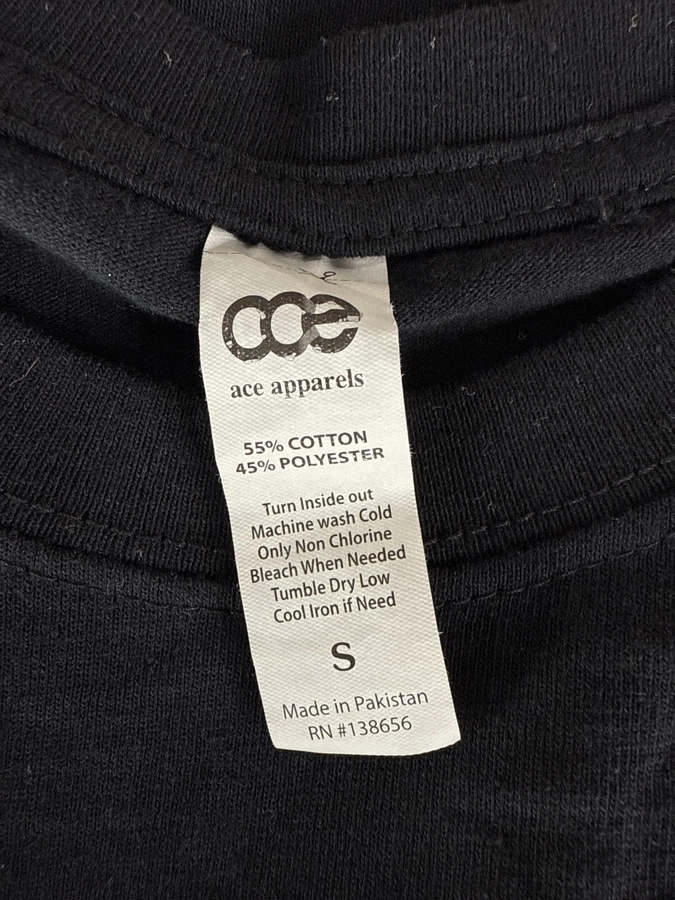 ace
ace apparels
55% COTTON
45% POLYESTER
Turn Inside out
Machine wash Cold
Only Non Chlorine
Bleach When Needed
Tumble Dry Low
Cool Iron if Need
S
Made in Pakistan
RN #138656